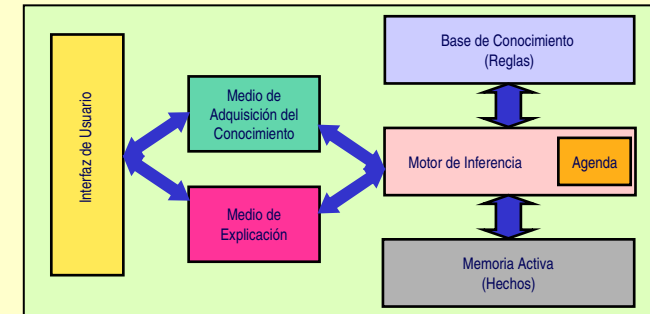 Interfaz de Usuario
Medio de
Adquisición del
Conocimiento
Medio de
Explicación
Base de Conocimiento
(Reglas)
Motor de Inferencia
Agenda
Memoria Activa
(Hechos)